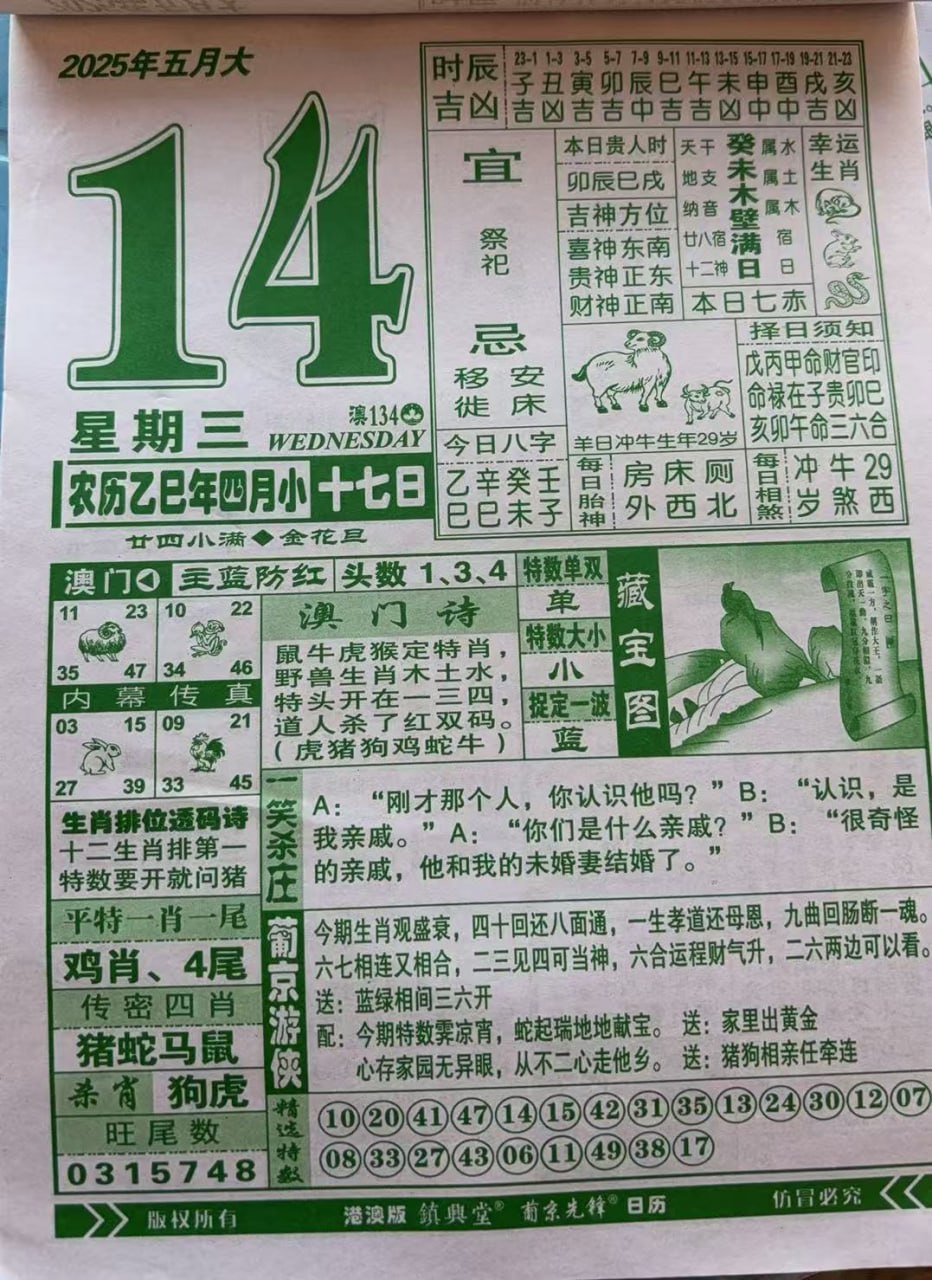 2025年五月大
14
星期三
澳134
WEDNESDAY
农历乙巳年四月小 十七日
廿四小满◆金花旦
时辰 23-1 1-3 3-5 5-7 7-9 9-11 11-13 13-15 15-17 17-19 19-21 21-23
子丑寅卯辰巳午未申酉戌亥
吉凶 吉凶吉吉中吉吉凶中中吉凶
宜
祭祀
忌
移徙 安床
今日八字
乙辛癸壬
巳巳未子
本日贵人时
卯辰巳戌
吉神方位
喜神东南
贵神正东
财神正南
天干 癸 属水
地支 未 属土
纳音 木 属木
廿八宿 壁 宿
十二神 满日 日
本日七赤
幸运
生肖
羊日冲牛生年29岁
择日须知
戊丙甲命财官印
命禄在子贵卯巳
亥卯午命三六合
每日胎神
房床厕
外西北
每日相煞
冲牛29
岁煞西
澳门
主蓝防红
头数 1、3、4
11 23
35 47
10 22
34 46
内幕传真
03 15
27 39
09 21
33 45
澳门诗
鼠牛虎猴定特肖，
野兽生肖木土水，
特头开在一三四，
道人杀了红双码。
(虎猪狗鸡蛇牛)
特数单双
单
特数大小
小
捉定一波
蓝
藏宝图
生肖排位透码诗
十二生肖排第一
特数要开就问猪
平特一肖一尾
鸡肖、4尾
传密四肖
猪蛇马鼠
杀肖 狗虎
旺尾数
0315748
一笑杀庄
A：“刚才那个人，你认识他吗？”B：“认识，是
我亲戚。”A：“你们是什么亲戚？”B：“很奇怪
的亲戚，他和我的未婚妻结婚了。”
葡京游侠
今期生肖观盛衰，四十回还八面通，一生孝道还母恩，九曲回肠断一魂。
六七相连又相合，二三见四可当神，六合运程财气升，二六两边可以看。
送：蓝绿相间三六开
配：今期特数霁凉宵，蛇起瑞地地献宝。 送：家里出黄金
心存家园无异眼，从不二心走他乡。 送：猪狗相亲任牵连
精选特数
10 20 41 47 14 15 42 31 35 13 24 30 12 07
08 33 27 43 06 11 49 38 17
版权所有
港澳版 鎮興堂® 葡京先锋® 日历
仿冒必究